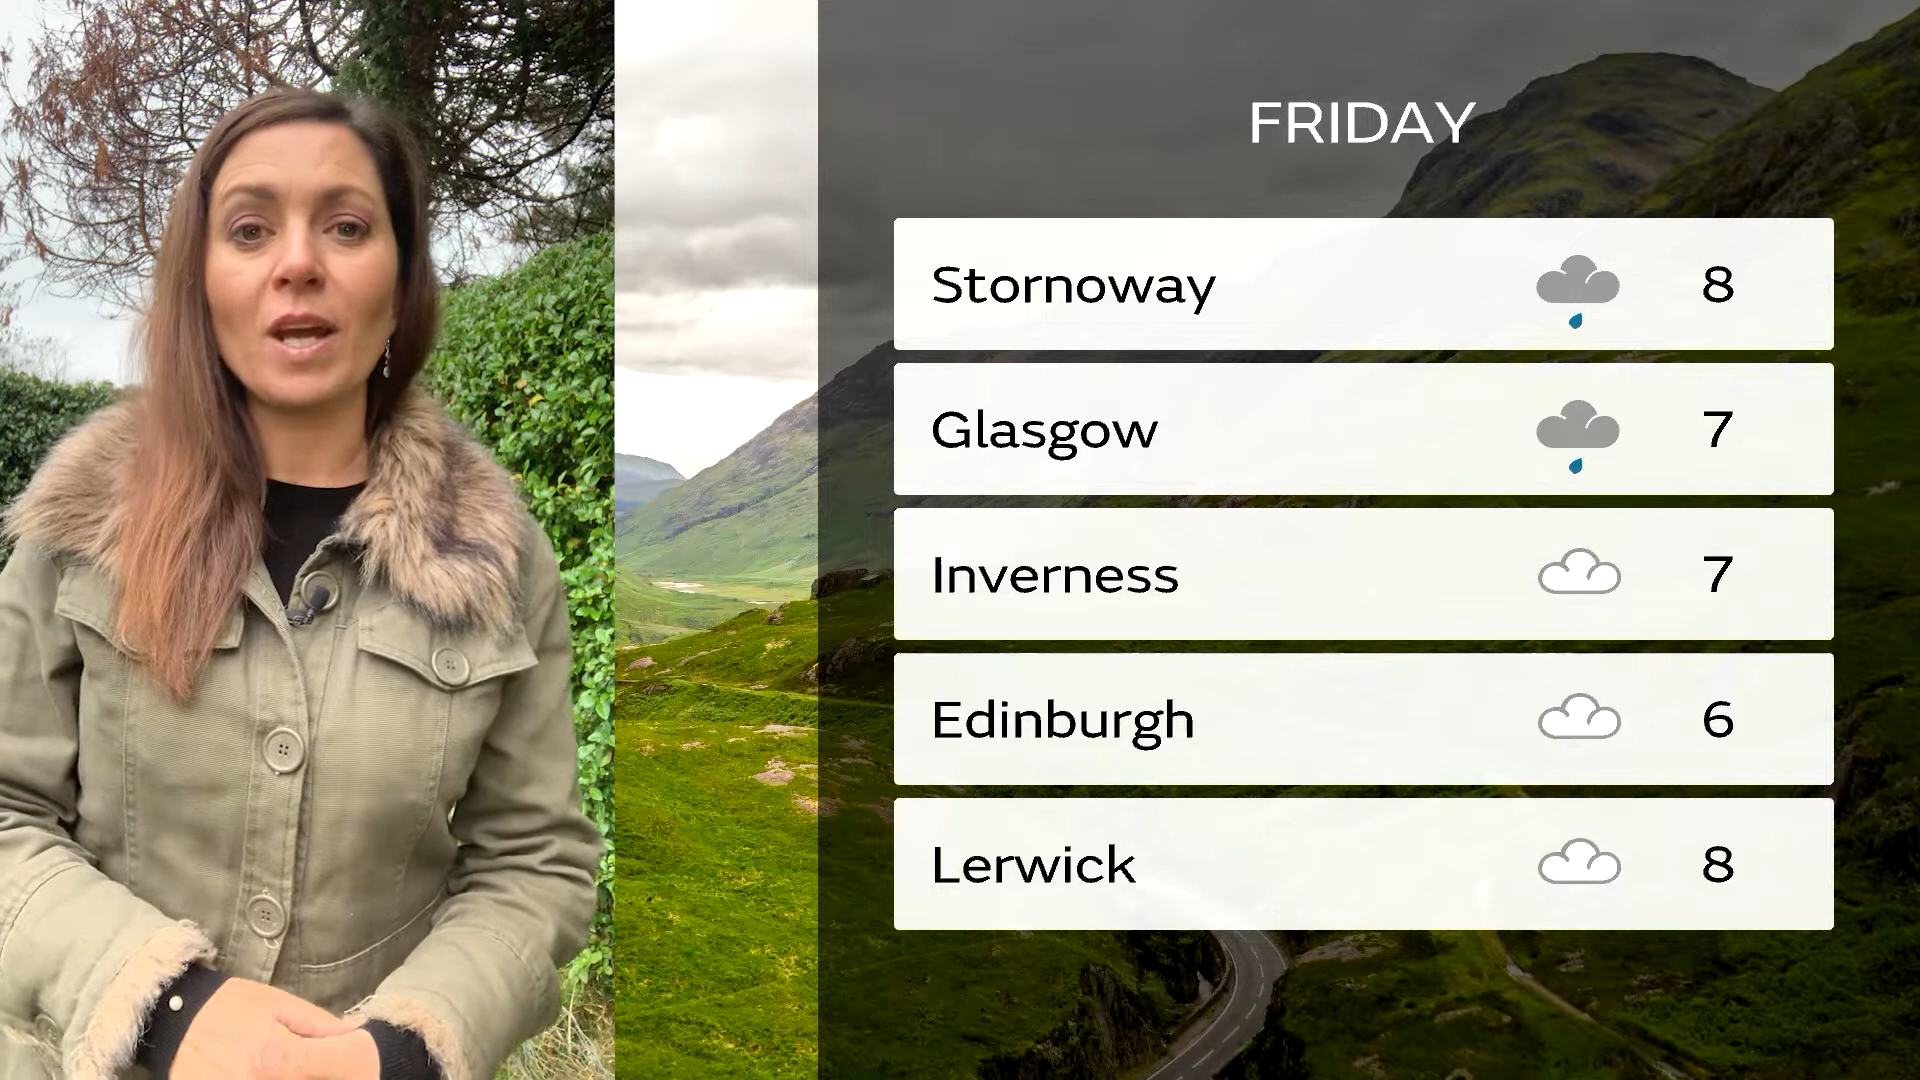 FRIDAY
Stornoway 8
Glasgow 7
Inverness 7
Edinburgh 6
Lerwick 8